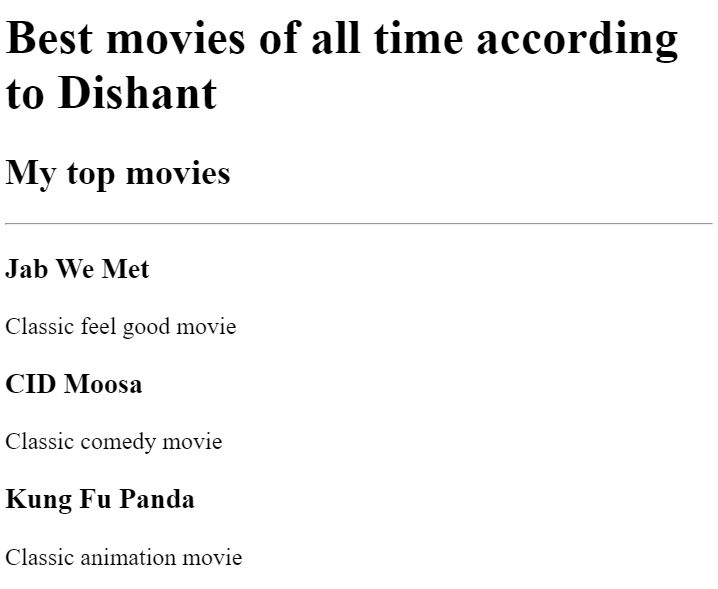 Best movies of all time according
to Dishant
My top movies
Jab We Met
Classic feel good movie
CID Moosa
Classic comedy movie
Kung Fu Panda
Classic animation movie